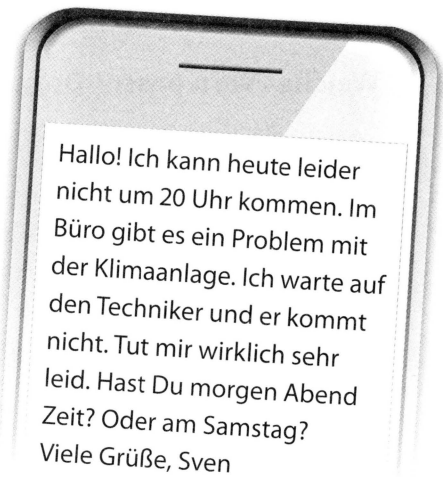 Hallo! Ich kann heute leider
nicht um 20 Uhr kommen. Im
Büro gibt es ein Problem mit
der Klimaanlage. Ich warte auf
den Techniker und er kommt
nicht. Tut mir wirklich sehr
leid. Hast Du morgen Abend
Zeit? Oder am Samstag?
Viele Grüße, Sven